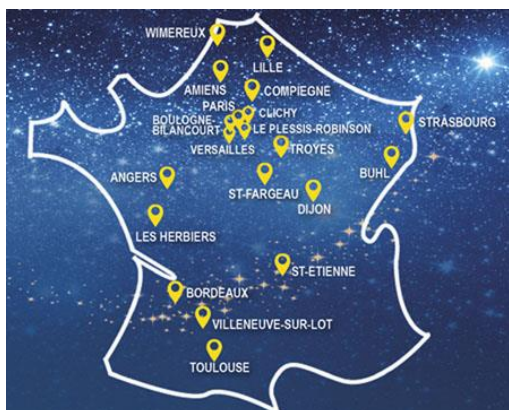 WIMEREUX
LILLE
AMIENS
COMPIEGNE
PARIS
CLICHY
BOULOGNE-
BILANCOURT
LE PLESSIS-ROBINSON
STRASBOURG
VERSAILLES
TROYES
BUHL
ANGERS
ST-FARGEAU
DIJON
LES HERBIERS
ST-ETIENNE
BORDEAUX
VILLENEUVE-SUR-LOT
TOULOUSE